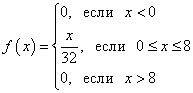 f(x) = { 0, если x < 0
x/32, если 0 ≤ x ≤ 8
0, если x > 8